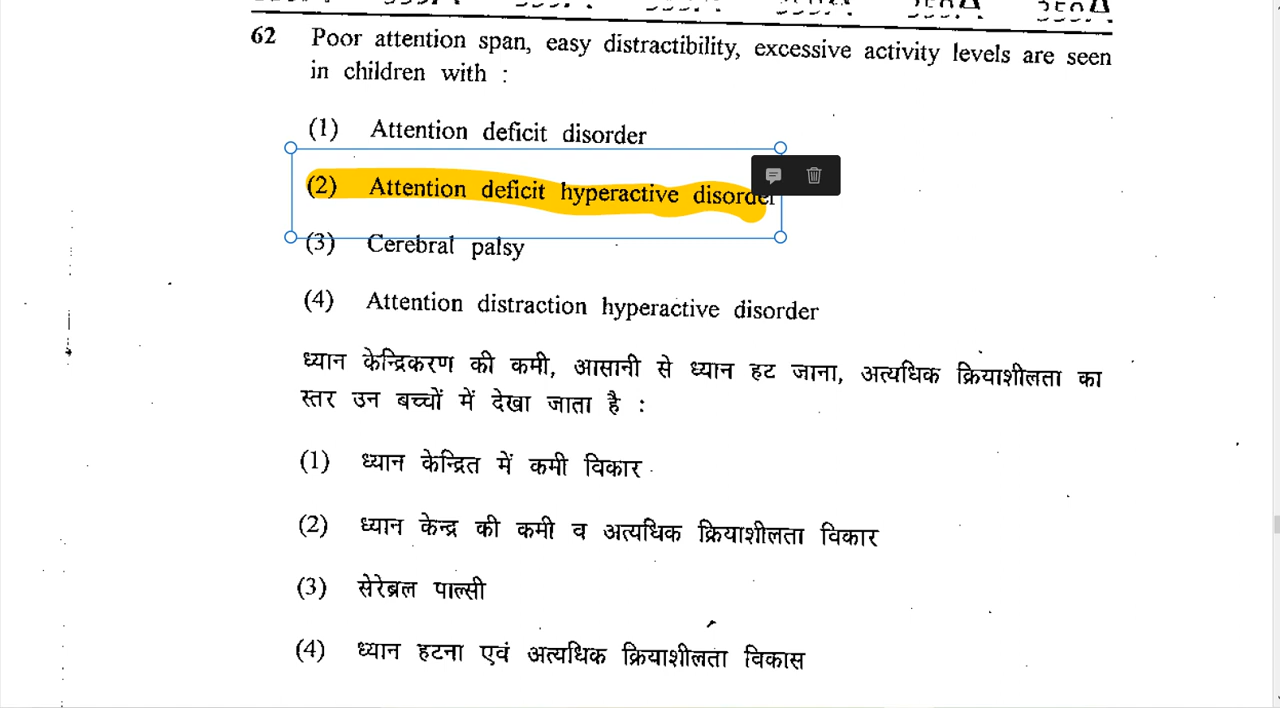 62 Poor attention span, easy distractibility, excessive activity levels are seen
in children with :
(1) Attention deficit disorder
(2) Attention deficit hyperactive disorder
(3) Cerebral palsy
(4) Attention distraction hyperactive disorder
ध्यान केन्द्रिकरण की कमी, आसानी से ध्यान हट जाना, अत्यधिक क्रियाशीलता का
स्तर उन बच्चों में देखा जाता है :
(1) ध्यान केन्द्रित में कमी विकार
(2) ध्यान केन्द्र की कमी व अत्यधिक क्रियाशीलता विकार
(3) सेरेब्रल पाल्सी
(4) ध्यान हटना एवं अत्यधिक क्रियाशीलता विकास